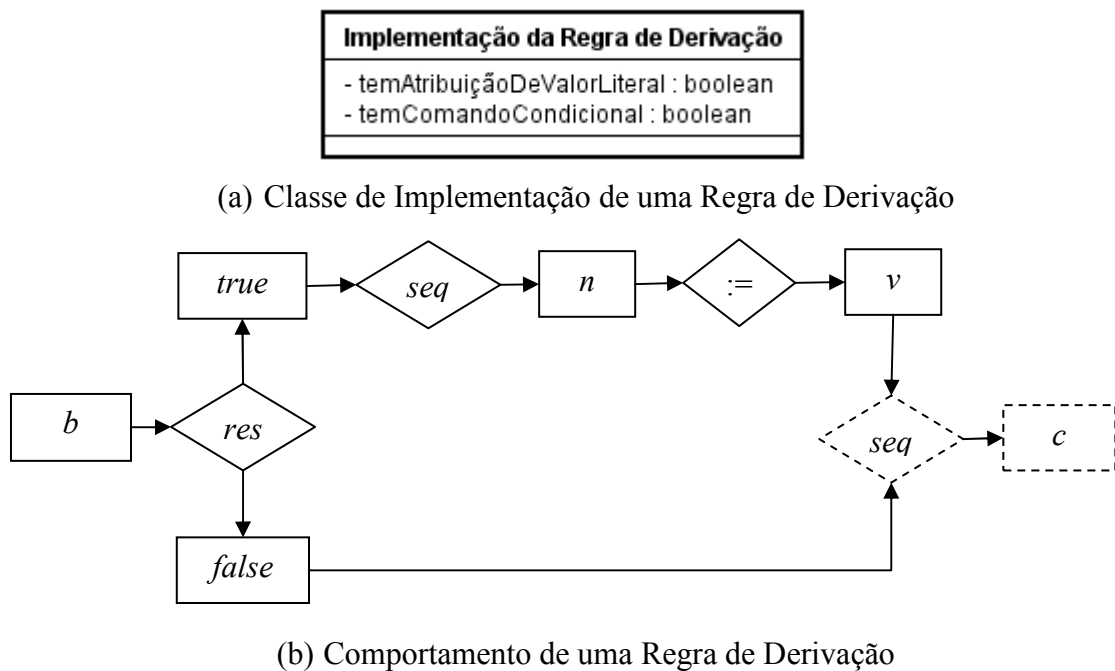 Implementação da Regra de Derivação
- temAtribuiçãoDeValorLiteral : boolean
- temComandoCondicional : boolean
(a) Classe de Implementação de uma Regra de Derivação
true
seq
n
:=
v
b
res
seq
c
false
(b) Comportamento de uma Regra de Derivação